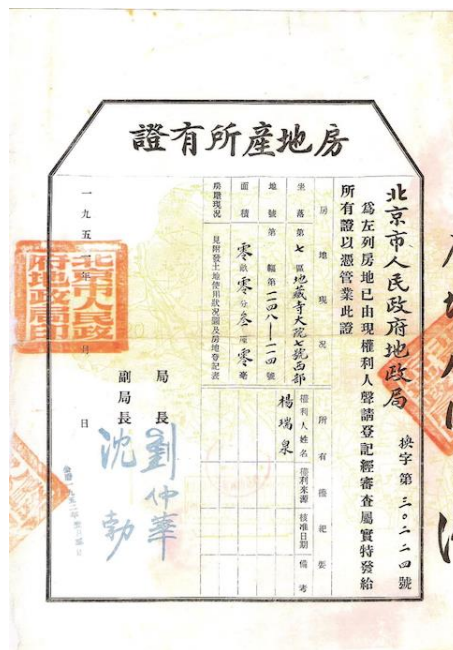 房地產所有證
北京市人民政府地政局
換字第三〇二二四號
為左列房地已由現權利人聲請登記經審查屬實特發給
所有證以憑管業此證
房地現況
坐落 第七區地藏寺大院七號西部
地號 第 幅第一四八—一一四號
面積 零畝零分叁厘零毫
房墻現況 見附發土地使用狀況圖及房地登記表
所有權紀要
權利人姓名 權利來源 核准日期 備考
楊瑞泉
局長 劉仲華
副局長 沈勃
一九五 年 月 日
北京市人民政
府地政局印